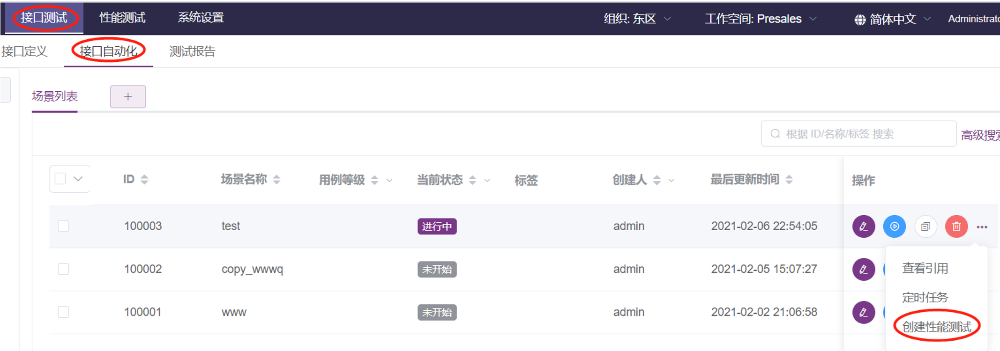 接口测试 性能测试 系统设置 组织: 东区 工作空间: Presales 简体中文 Administrato
接口定义 接口自动化 测试报告
场景列表 +
根据 ID/名称/标签 搜索 高级搜索
ID 场景名称 用例等级 当前状态 标签 创建人 最后更新时间 操作
100003 test 进行中 admin 2021-02-06 22:54:05
100002 copy_wwwq 未开始 admin 2021-02-05 15:07:27
查看引用
定时任务
100001 www 未开始 admin 2021-02-02 21:06:58
创建性能测试